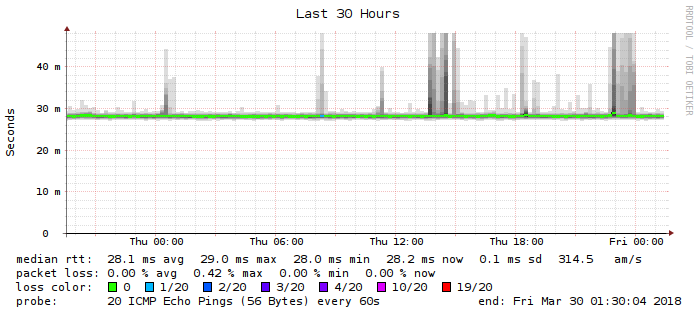 Last 30 Hours
RRDTOOL / TOBI OETIKER
Seconds
40 m
30 m
20 m
10 m
0
Thu 00:00 Thu 06:00 Thu 12:00 Thu 18:00 Fri 00:00
median rtt: 28.1 ms avg 29.0 ms max 28.0 ms min 28.2 ms now 0.1 ms sd 314.5 am/s
packet loss: 0.00 % avg 0.42 % max 0.00 % min 0.00 % now
loss color: 0 1/20 2/20 3/20 4/20 10/20 19/20
probe: 20 ICMP Echo Pings (56 Bytes) every 60s end: Fri Mar 30 01:30:04 2018